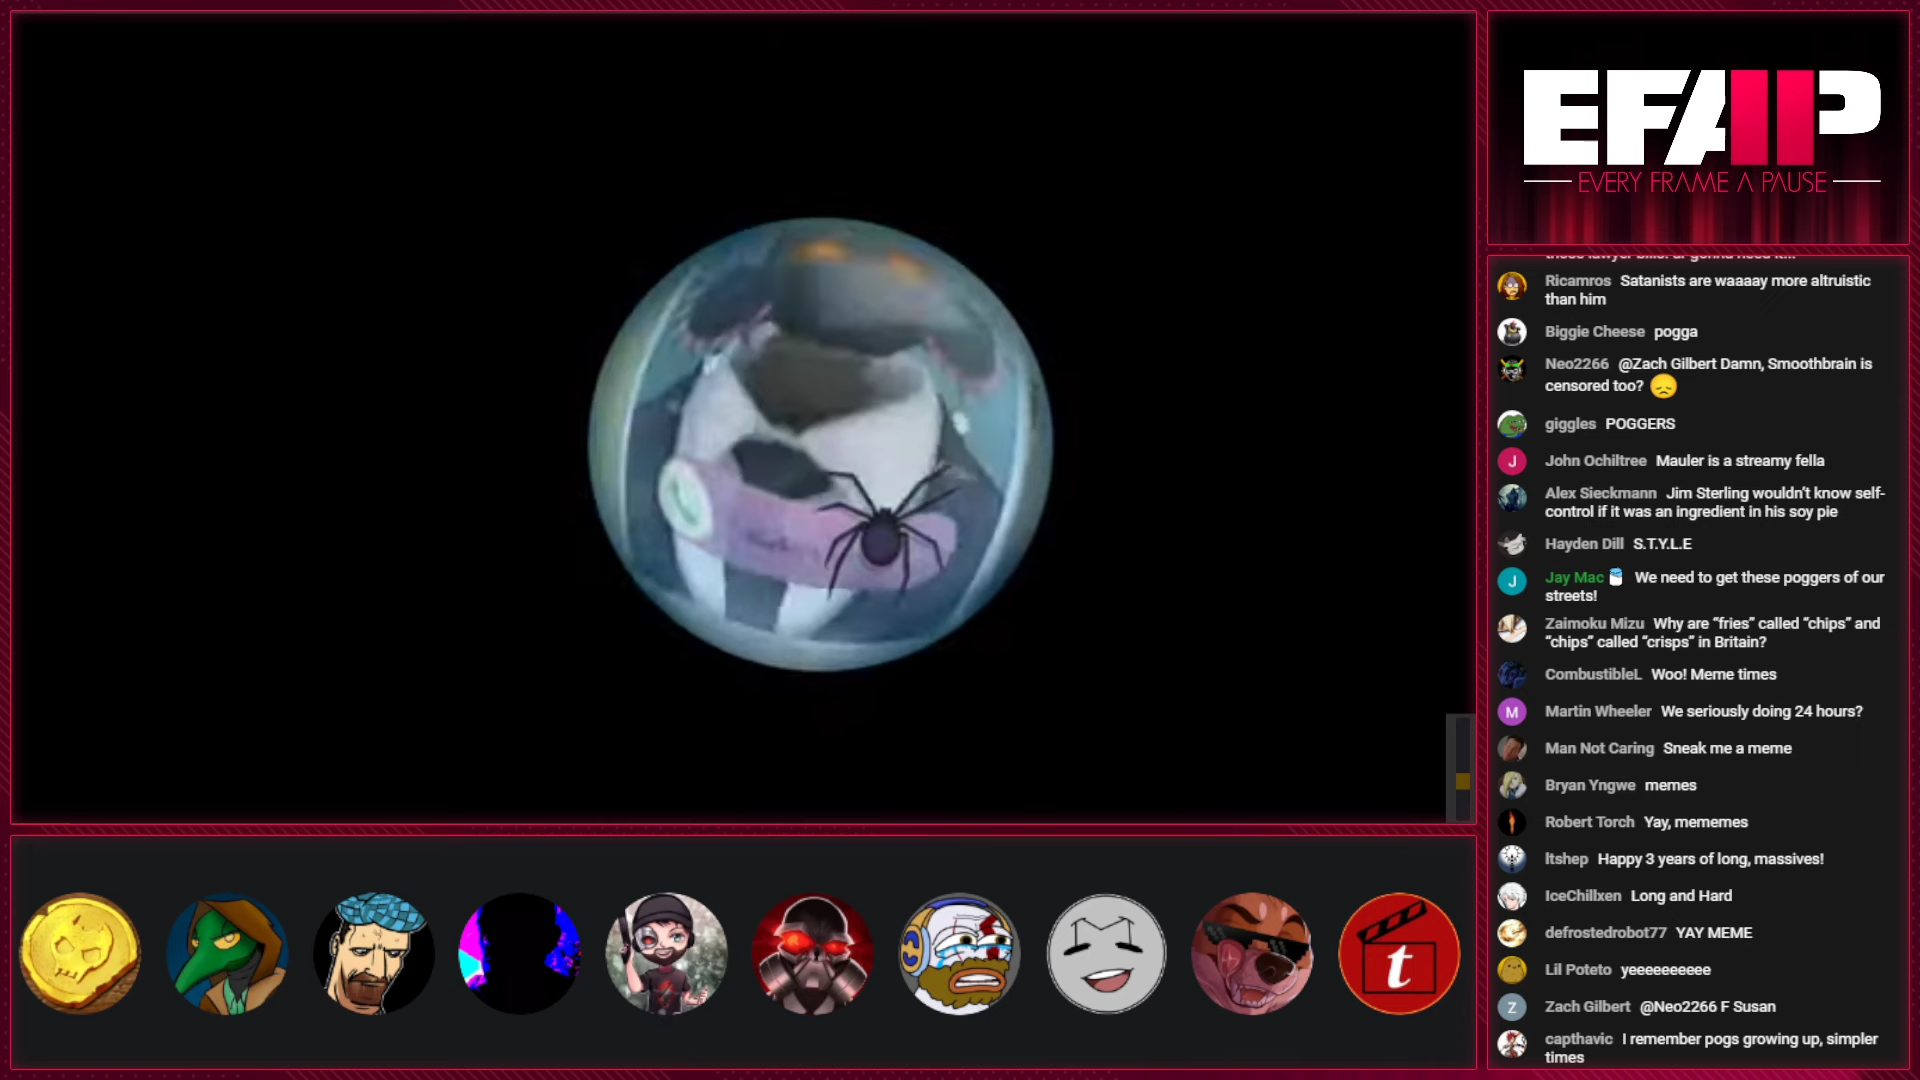 EFAP
EVERY FRAME A PAUSE
Ricamros Satanists are waaaay more altruistic
than him
Biggie Cheese pogga
Neo2266 @Zach Gilbert Damn, Smoothbrain is
censored too?
giggles POGGERS
J John Ochiltree Mauler is a streamy fella
Alex Sieckmann Jim Sterling wouldn't know self-
control if it was an ingredient in his soy pie
Hayden Dill S.T.Y.L.E
J Jay Mac We need to get these poggers of our
streets!
Zaimoku Mizu Why are “fries” called “chips” and
“chips” called “crisps” in Britain?
CombustibleL Woo! Meme times
M Martin Wheeler We seriously doing 24 hours?
Man Not Caring Sneak me a meme
Bryan Yngwe memes
Robert Torch Yay, mememes
ltshep Happy 3 years of long, massives!
IceChillxen Long and Hard
defrostedrobot77 YAY MEME
Lil Poteto yeeeeeeeeee
Z Zach Gilbert @Neo2266 F Susan
capthavic I remember pogs growing up, simpler
times
t